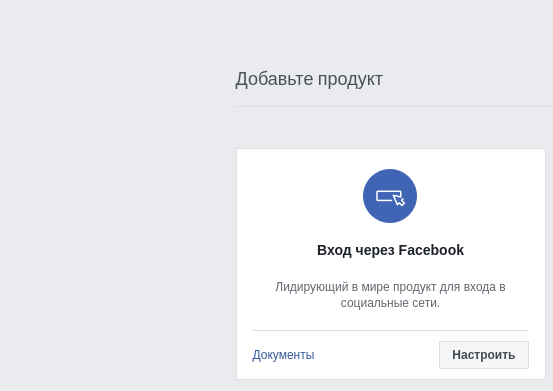 Добавьте продукт
Вход через Facebook
Лидирующий в мире продукт для входа в
социальные сети.
Документы
Настроить